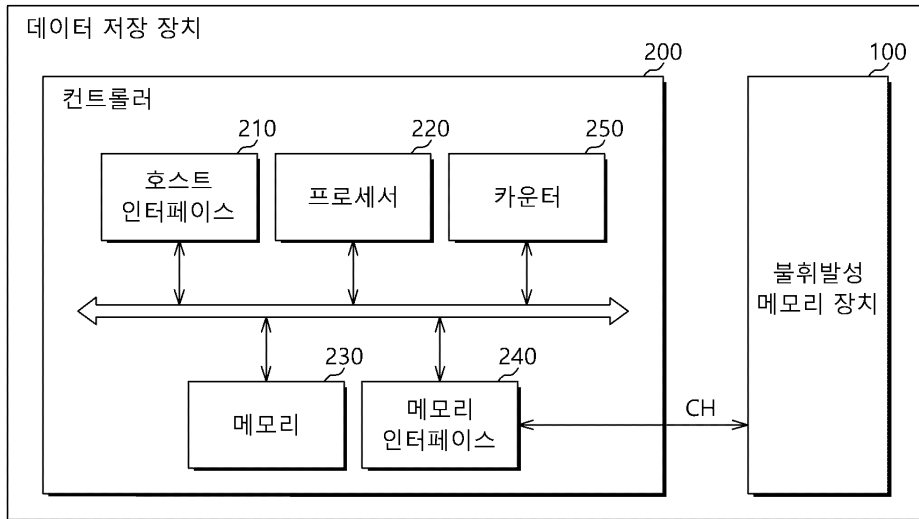 데이터 저장 장치
200
100
컨트롤러
210
220
250
호스트
인터페이스
프로세서
카운터
불휘발성
메모리 장치
230
240
메모리
메모리
인터페이스
CH